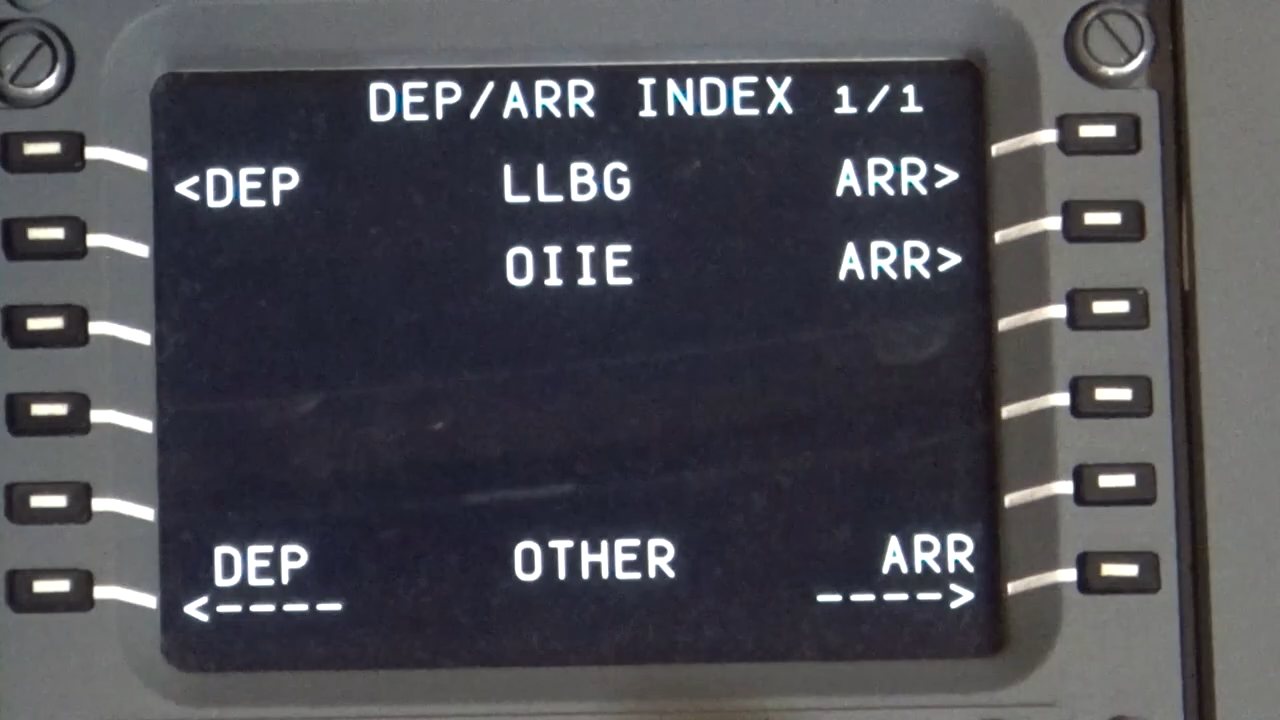 DEP/ARR INDEX 1/1
<DEP LLBG ARR>
OIIE ARR>
DEP OTHER ARR
<---- ---->